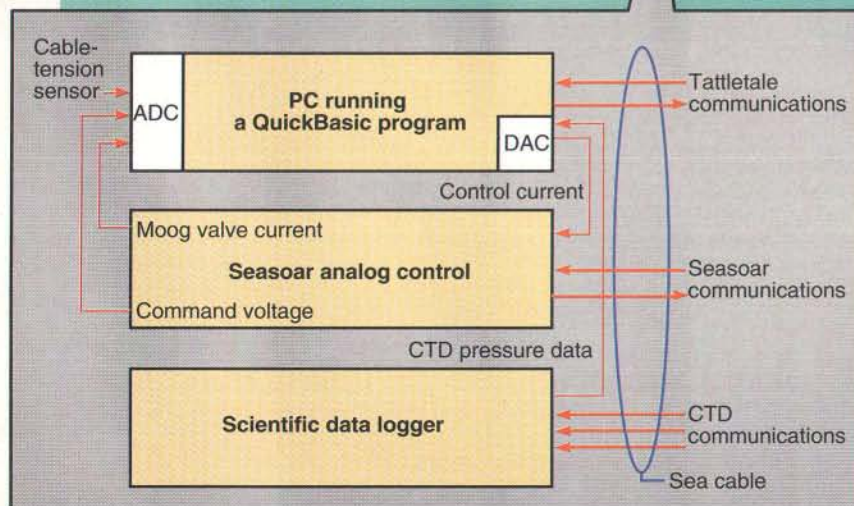 Cable-
tension
sensor
ADC
PC running
a QuickBasic program
DAC
Tattletale
communications
Control current
Moog valve current
Seasoar analog control
Command voltage
Seasoar
communications
CTD pressure data
Scientific data logger
CTD
communications
Sea cable